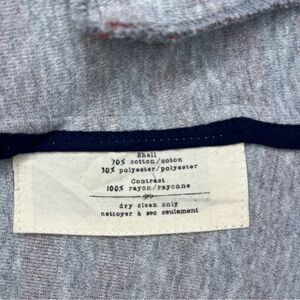 Shell
70% cotton/coton
30% polyester/polyester
Contrast
100% rayon/rayonne
dry clean only
nettoyer à sec seulement